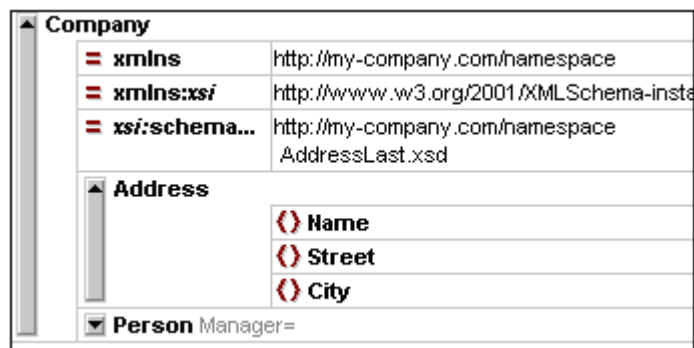 Company
= xmlns http://my-company.com/namespace
= xmlns:xsi http://www.w3.org/2001/XMLSchema-insta
= xsi:schema... http://my-company.com/namespace
AddressLast.xsd
Address
{} Name
{} Street
{} City
Person Manager=